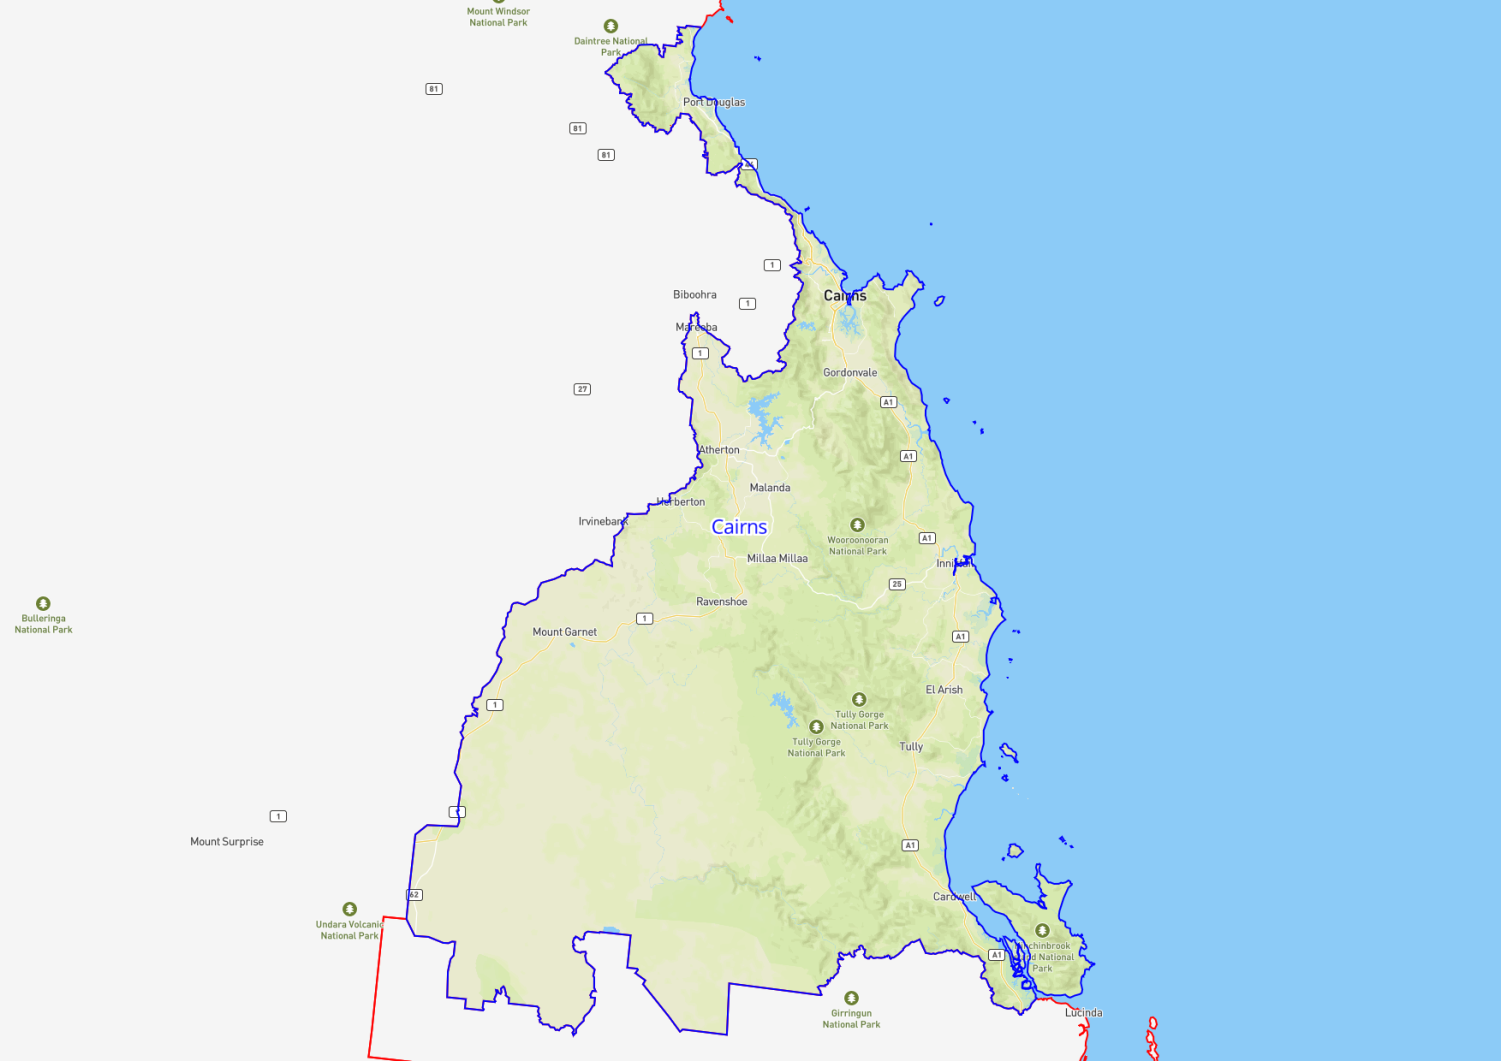 Mount Windsor
National Park
Daintree National
Park
81
Port Douglas
81
81
44
1
Biboohra
1
Cairns
Mareeba
1
Gordonvale
27
A1
Atherton
A1
Malanda
Herberton
Irvinebank
Cairns
Wooroonooran
National Park
A1
Millaa Millaa
Innisfail
25
Bulleringa
National Park
Ravenshoe
1
Mount Garnet
A1
El Arish
1
Tully Gorge
National Park
Tully Gorge
National Park
Tully
1
1
Mount Surprise
A1
62
Cardwell
Undara Volcanic
National Park
Hinchinbrook
Island National
Park
A1
Girringun
National Park
Lucinda